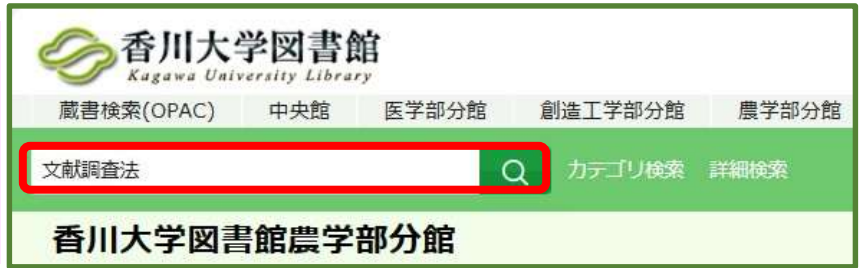 香川大学図書館
Kagawa University Library
蔵書検索(OPAC) 中央館 医学部分館 創造工学部分館 農学部分館
文献調査法 カテゴリ検索 詳細検索
香川大学図書館農学部分館